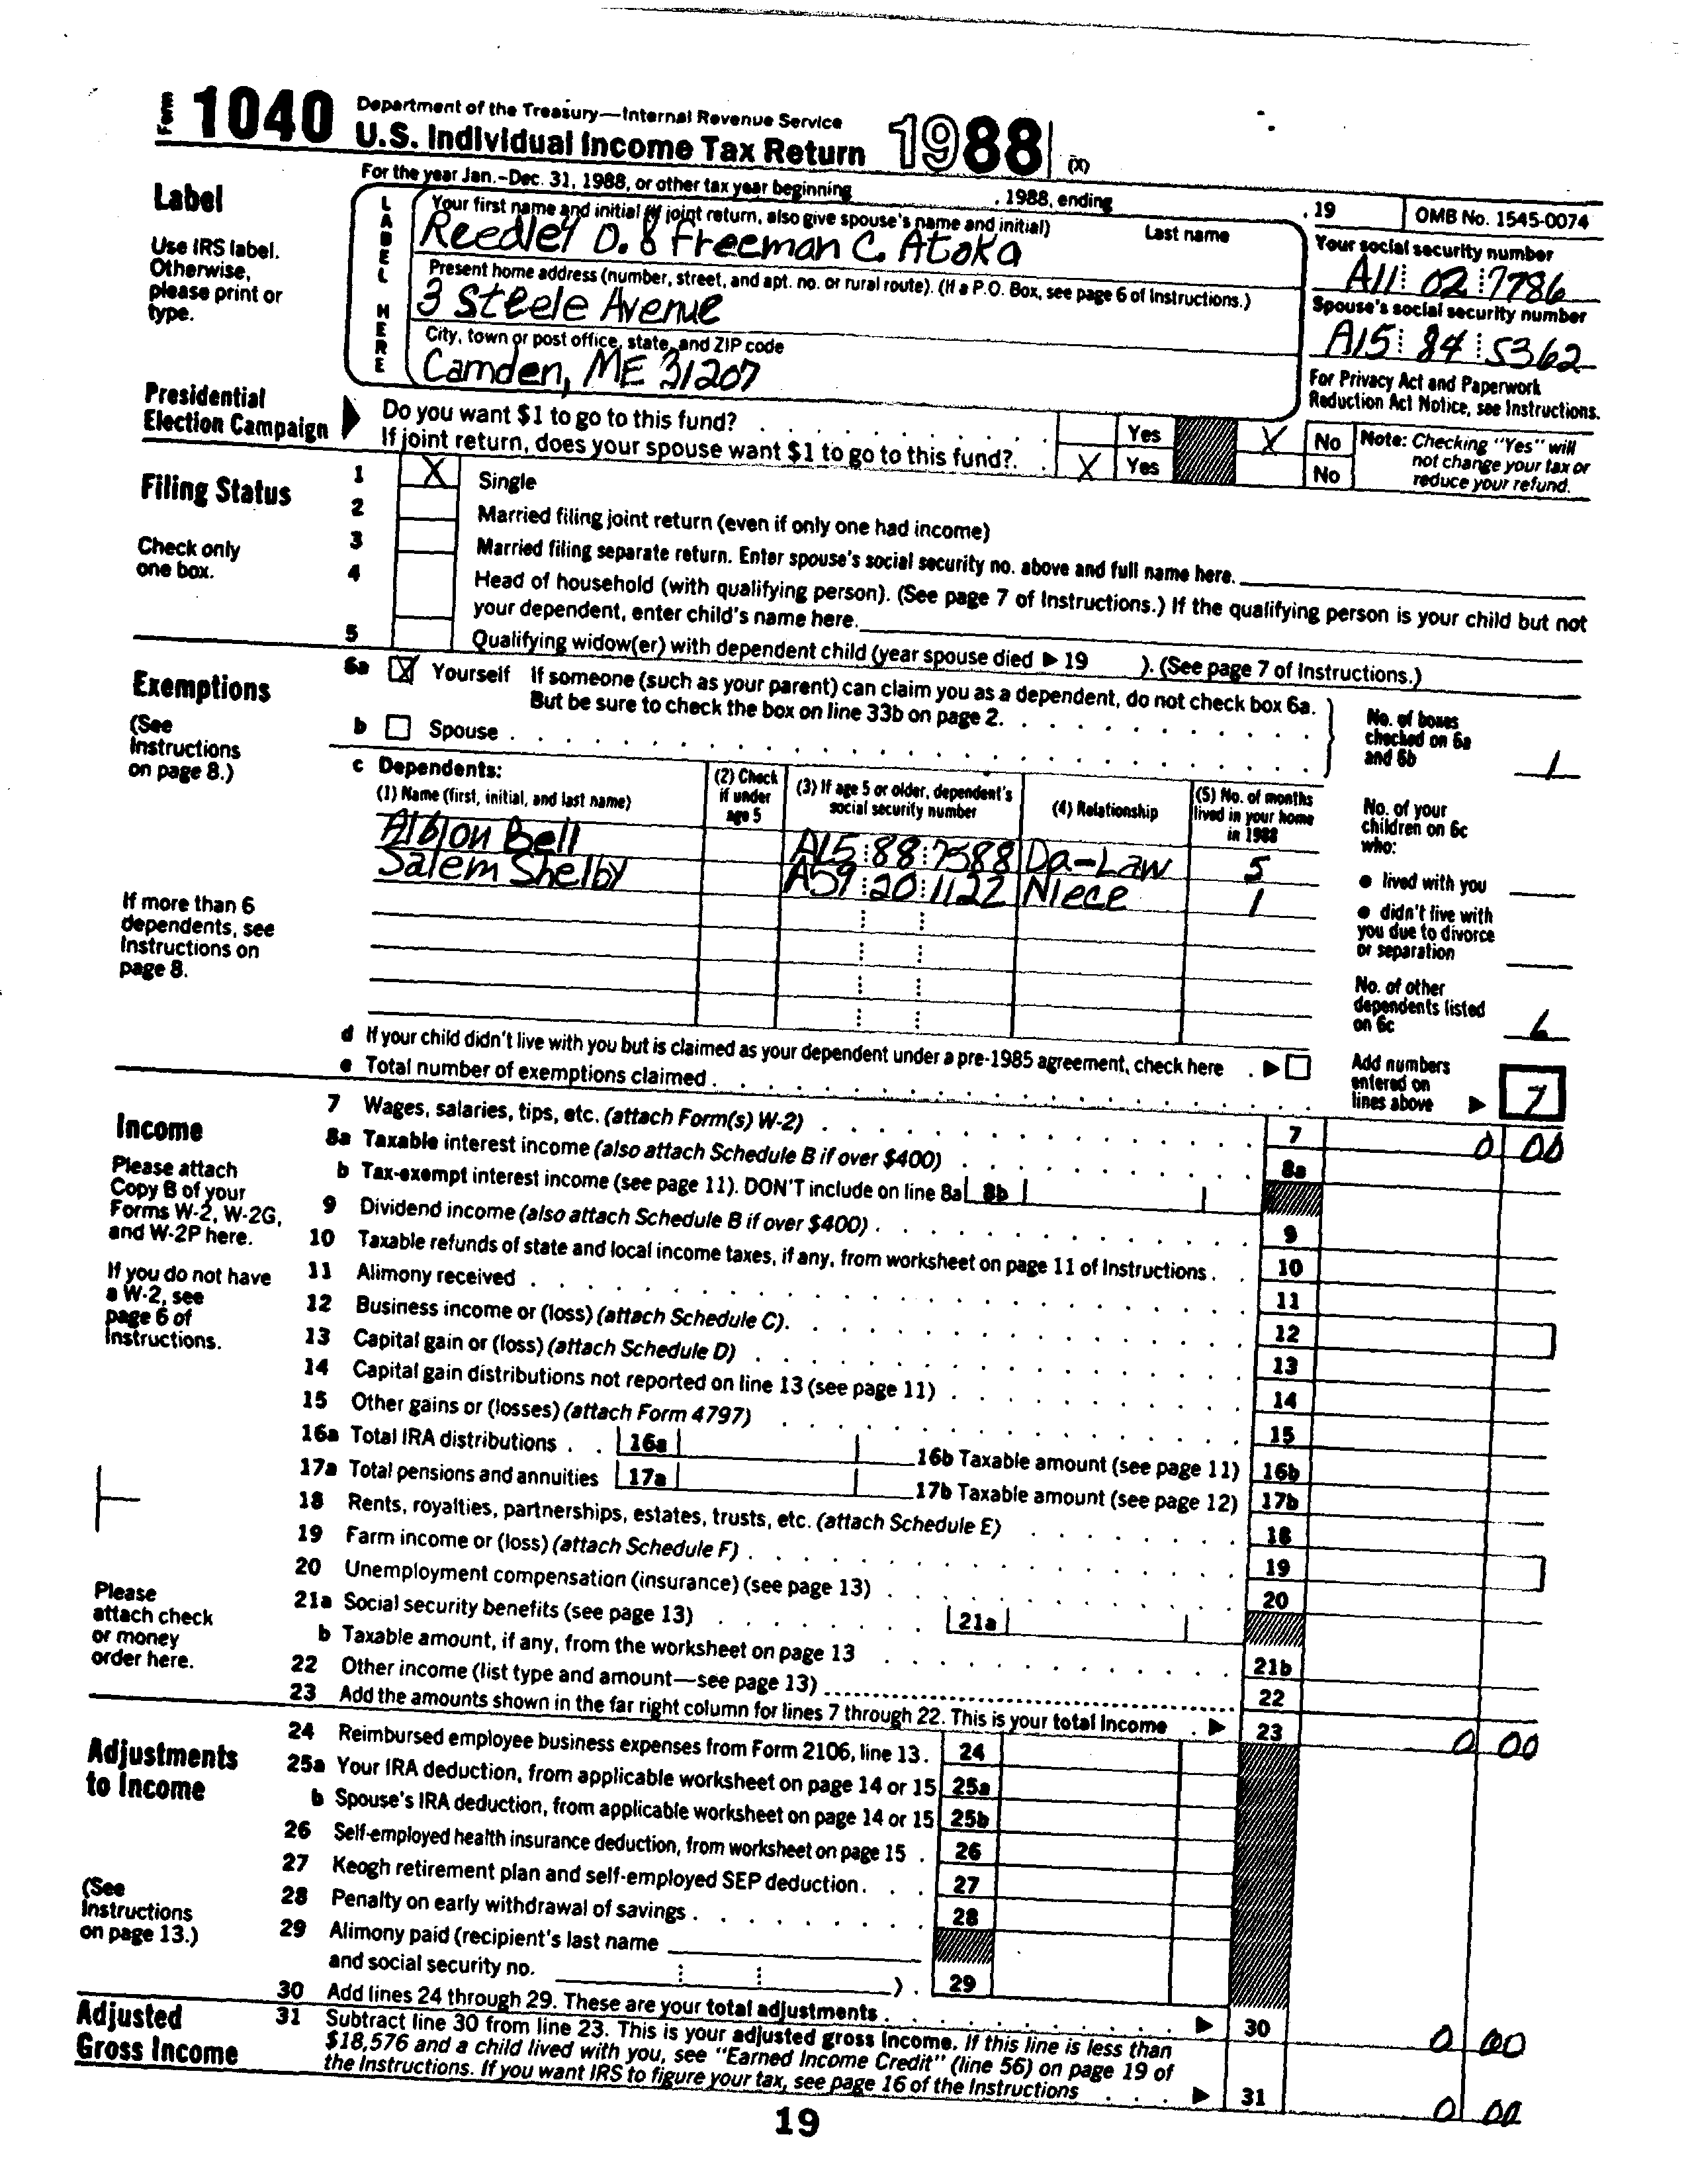 Form 1040 Department of the Treasury—Internal Revenue Service
U.S. Individual Income Tax Return 1988 (X)
For the year Jan.-Dec. 31, 1988, or other tax year beginning , 1988, ending , 19 OMB No. 1545-0074
Label
Use IRS label.
Otherwise,
please print or
type.
LABEL HERE
Your first name and initial (if joint return, also give spouse's name and initial) Last name
Reedley O. & Freeman C. Atoka
Your social security number
A11 02 7786
Present home address (number, street, and apt. no. or rural route). (If a P.O. Box, see page 6 of Instructions.)
3 Steele Avenue
Spouse's social security number
A15 84 5362
City, town or post office, state, and ZIP code
Camden, ME 31207
For Privacy Act and Paperwork
Reduction Act Notice, see Instructions.
Presidential
Election Campaign
Do you want $1 to go to this fund? Yes X No
If joint return, does your spouse want $1 to go to this fund? X Yes No
Note: Checking "Yes" will
not change your tax or
reduce your refund.
Filing Status
Check only
one box.
1 X Single
2 Married filing joint return (even if only one had income)
3 Married filing separate return. Enter spouse's social security no. above and full name here.
4 Head of household (with qualifying person). (See page 7 of Instructions.) If the qualifying person is your child but not
your dependent, enter child's name here.
5 Qualifying widow(er) with dependent child (year spouse died ▶ 19 ). (See page 7 of Instructions.)
Exemptions
(See
Instructions
on page 8.)
6a X Yourself If someone (such as your parent) can claim you as a dependent, do not check box 6a.
But be sure to check the box on line 33b on page 2.
b Spouse
No. of boxes
checked on 6a
and 6b 1
c Dependents:
(1) Name (first, initial, and last name)
(2) Check
if under
age 5
(3) If age 5 or older, dependent's
social security number
(4) Relationship
(5) No. of months
lived in your home
in 1988
Albion Bell A15 88 7588 Da-Law 5
Salem Shelby A59 20 1122 Niece 1
If more than 6
dependents, see
Instructions on
page 8.
No. of your
children on 6c
who:
● lived with you
● didn't live with
you due to divorce
or separation
No. of other
dependents listed
on 6c 6
d If your child didn't live with you but is claimed as your dependent under a pre-1985 agreement, check here ▶
e Total number of exemptions claimed
Add numbers
entered on
lines above ▶ 7
Income
Please attach
Copy B of your
Forms W-2, W-2G,
and W-2P here.
If you do not have
a W-2, see
page 6 of
Instructions.
Please
attach check
or money
order here.
7 Wages, salaries, tips, etc. (attach Form(s) W-2) 7 0 00
8a Taxable interest income (also attach Schedule B if over $400) 8a
b Tax-exempt interest income (see page 11). DON'T include on line 8a 8b
9 Dividend income (also attach Schedule B if over $400) 9
10 Taxable refunds of state and local income taxes, if any, from worksheet on page 11 of Instructions 10
11 Alimony received 11
12 Business income or (loss) (attach Schedule C) 12
13 Capital gain or (loss) (attach Schedule D) 13
14 Capital gain distributions not reported on line 13 (see page 11) 14
15 Other gains or (losses) (attach Form 4797) 15
16a Total IRA distributions 16a 16b Taxable amount (see page 11) 16b
17a Total pensions and annuities 17a 17b Taxable amount (see page 12) 17b
18 Rents, royalties, partnerships, estates, trusts, etc. (attach Schedule E) 18
19 Farm income or (loss) (attach Schedule F) 19
20 Unemployment compensation (insurance) (see page 13) 20
21a Social security benefits (see page 13) 21a
b Taxable amount, if any, from the worksheet on page 13 21b
22 Other income (list type and amount—see page 13) 22
23 Add the amounts shown in the far right column for lines 7 through 22. This is your total income ▶ 23 0 00
Adjustments
to Income
(See
Instructions
on page 13.)
24 Reimbursed employee business expenses from Form 2106, line 13. 24
25a Your IRA deduction, from applicable worksheet on page 14 or 15 25a
b Spouse's IRA deduction, from applicable worksheet on page 14 or 15 25b
26 Self-employed health insurance deduction, from worksheet on page 15 26
27 Keogh retirement plan and self-employed SEP deduction 27
28 Penalty on early withdrawal of savings 28
29 Alimony paid (recipient's last name
and social security no. ) 29
30 Add lines 24 through 29. These are your total adjustments ▶ 30 0 00
Adjusted
Gross Income
31 Subtract line 30 from line 23. This is your adjusted gross income. If this line is less than
$18,576 and a child lived with you, see "Earned Income Credit" (line 56) on page 19 of
the Instructions. If you want IRS to figure your tax, see page 16 of the Instructions ▶ 31 0 00
19